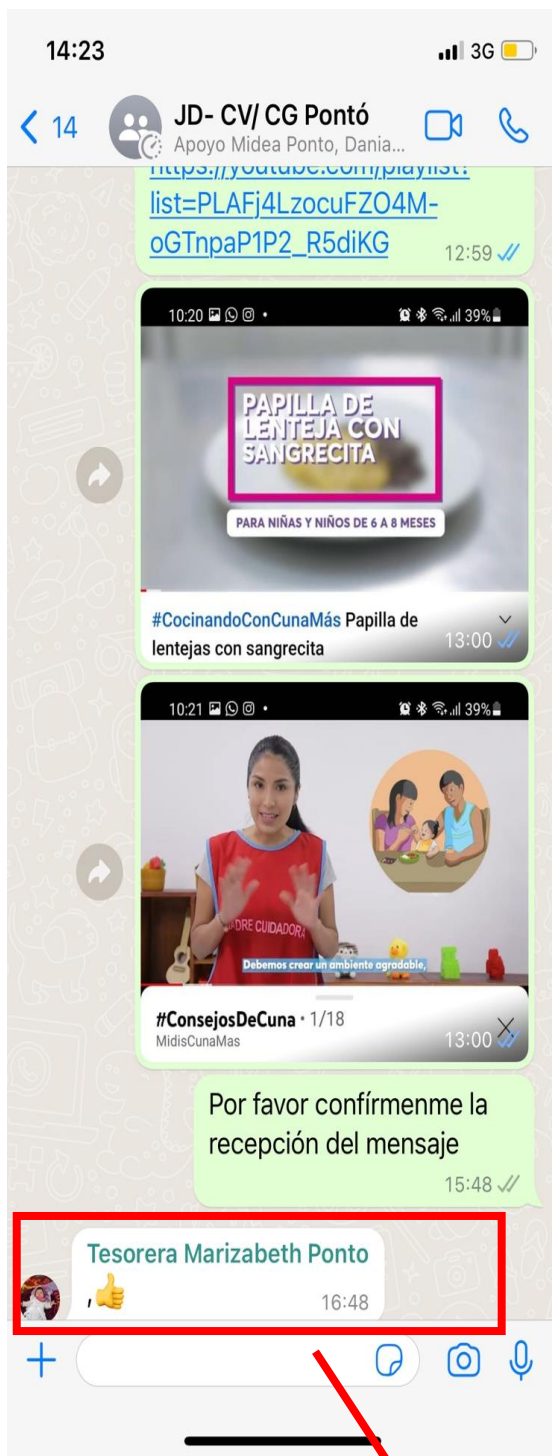 14:23
3G
14
JD- CV/ CG Pontó
Apoyo Midea Ponto, Dania...
https://youtube.com/playlist?
list=PLAFj4LzocuFZO4M-
oGTnpaP1P2_R5diKG
12:59
10:20
39%
PAPILLA DE
LENTEJA CON
SANGRECITA
PARA NIÑAS Y NIÑOS DE 6 A 8 MESES
#CocinandoConCunaMás Papilla de
lentejas con sangrecita
13:00
10:21
39%
MADRE CUIDADORA
Debemos crear un ambiente agradable,
#ConsejosDeCuna • 1/18
MidisCunaMas
13:00
Por favor confírmenme la
recepción del mensaje
15:48
Tesorera Marizabeth Ponto
,👍
16:48